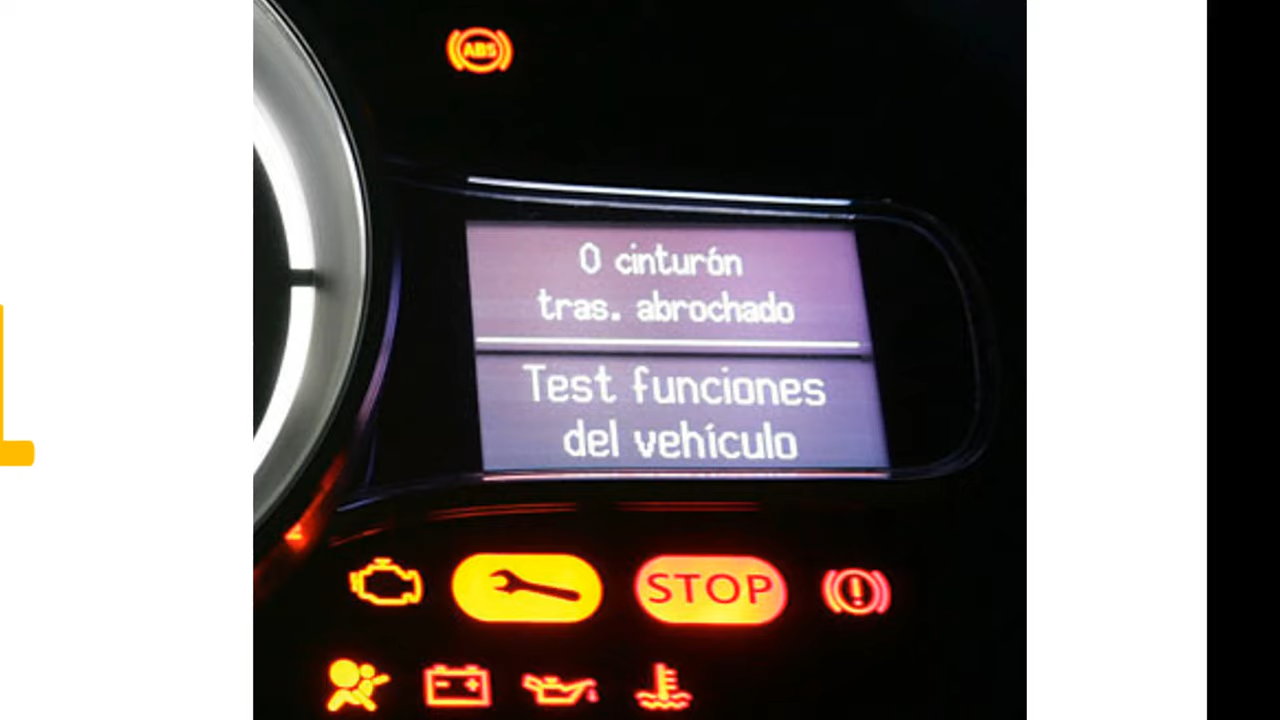 ABS
0 cinturón
tras. abrochado
Test funciones
del vehículo
STOP